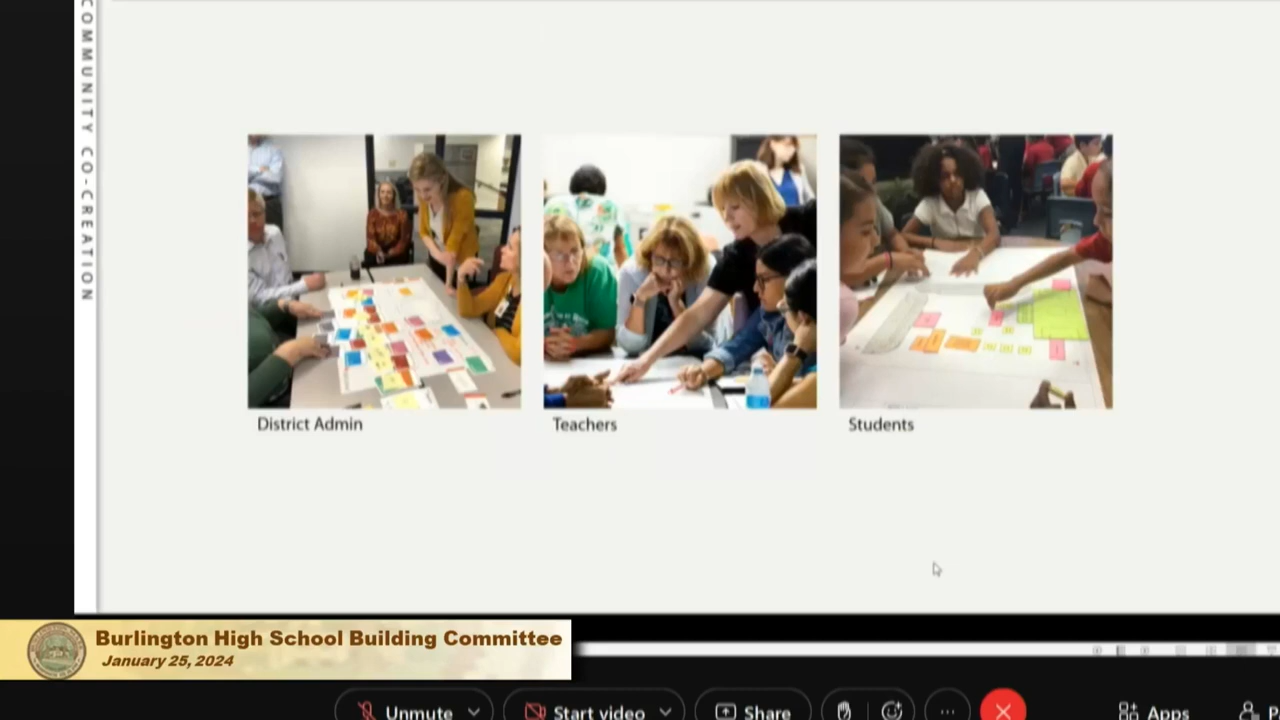 COMMUNITY CO-CREATION
District Admin
Teachers
Students
Burlington High School Building Committee
January 25, 2024
Unmute
Start video
Share
Apps